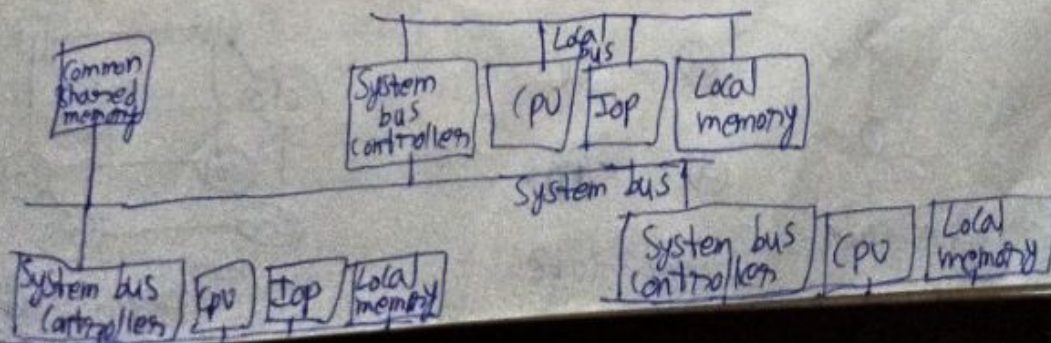 Common
shared
memory
Local
bus
System
bus
controller
CPU
Iop
Local
memory
System bus
System bus
controller
CPU
Iop
Local
memory
System bus
controller
CPU
Local
memory